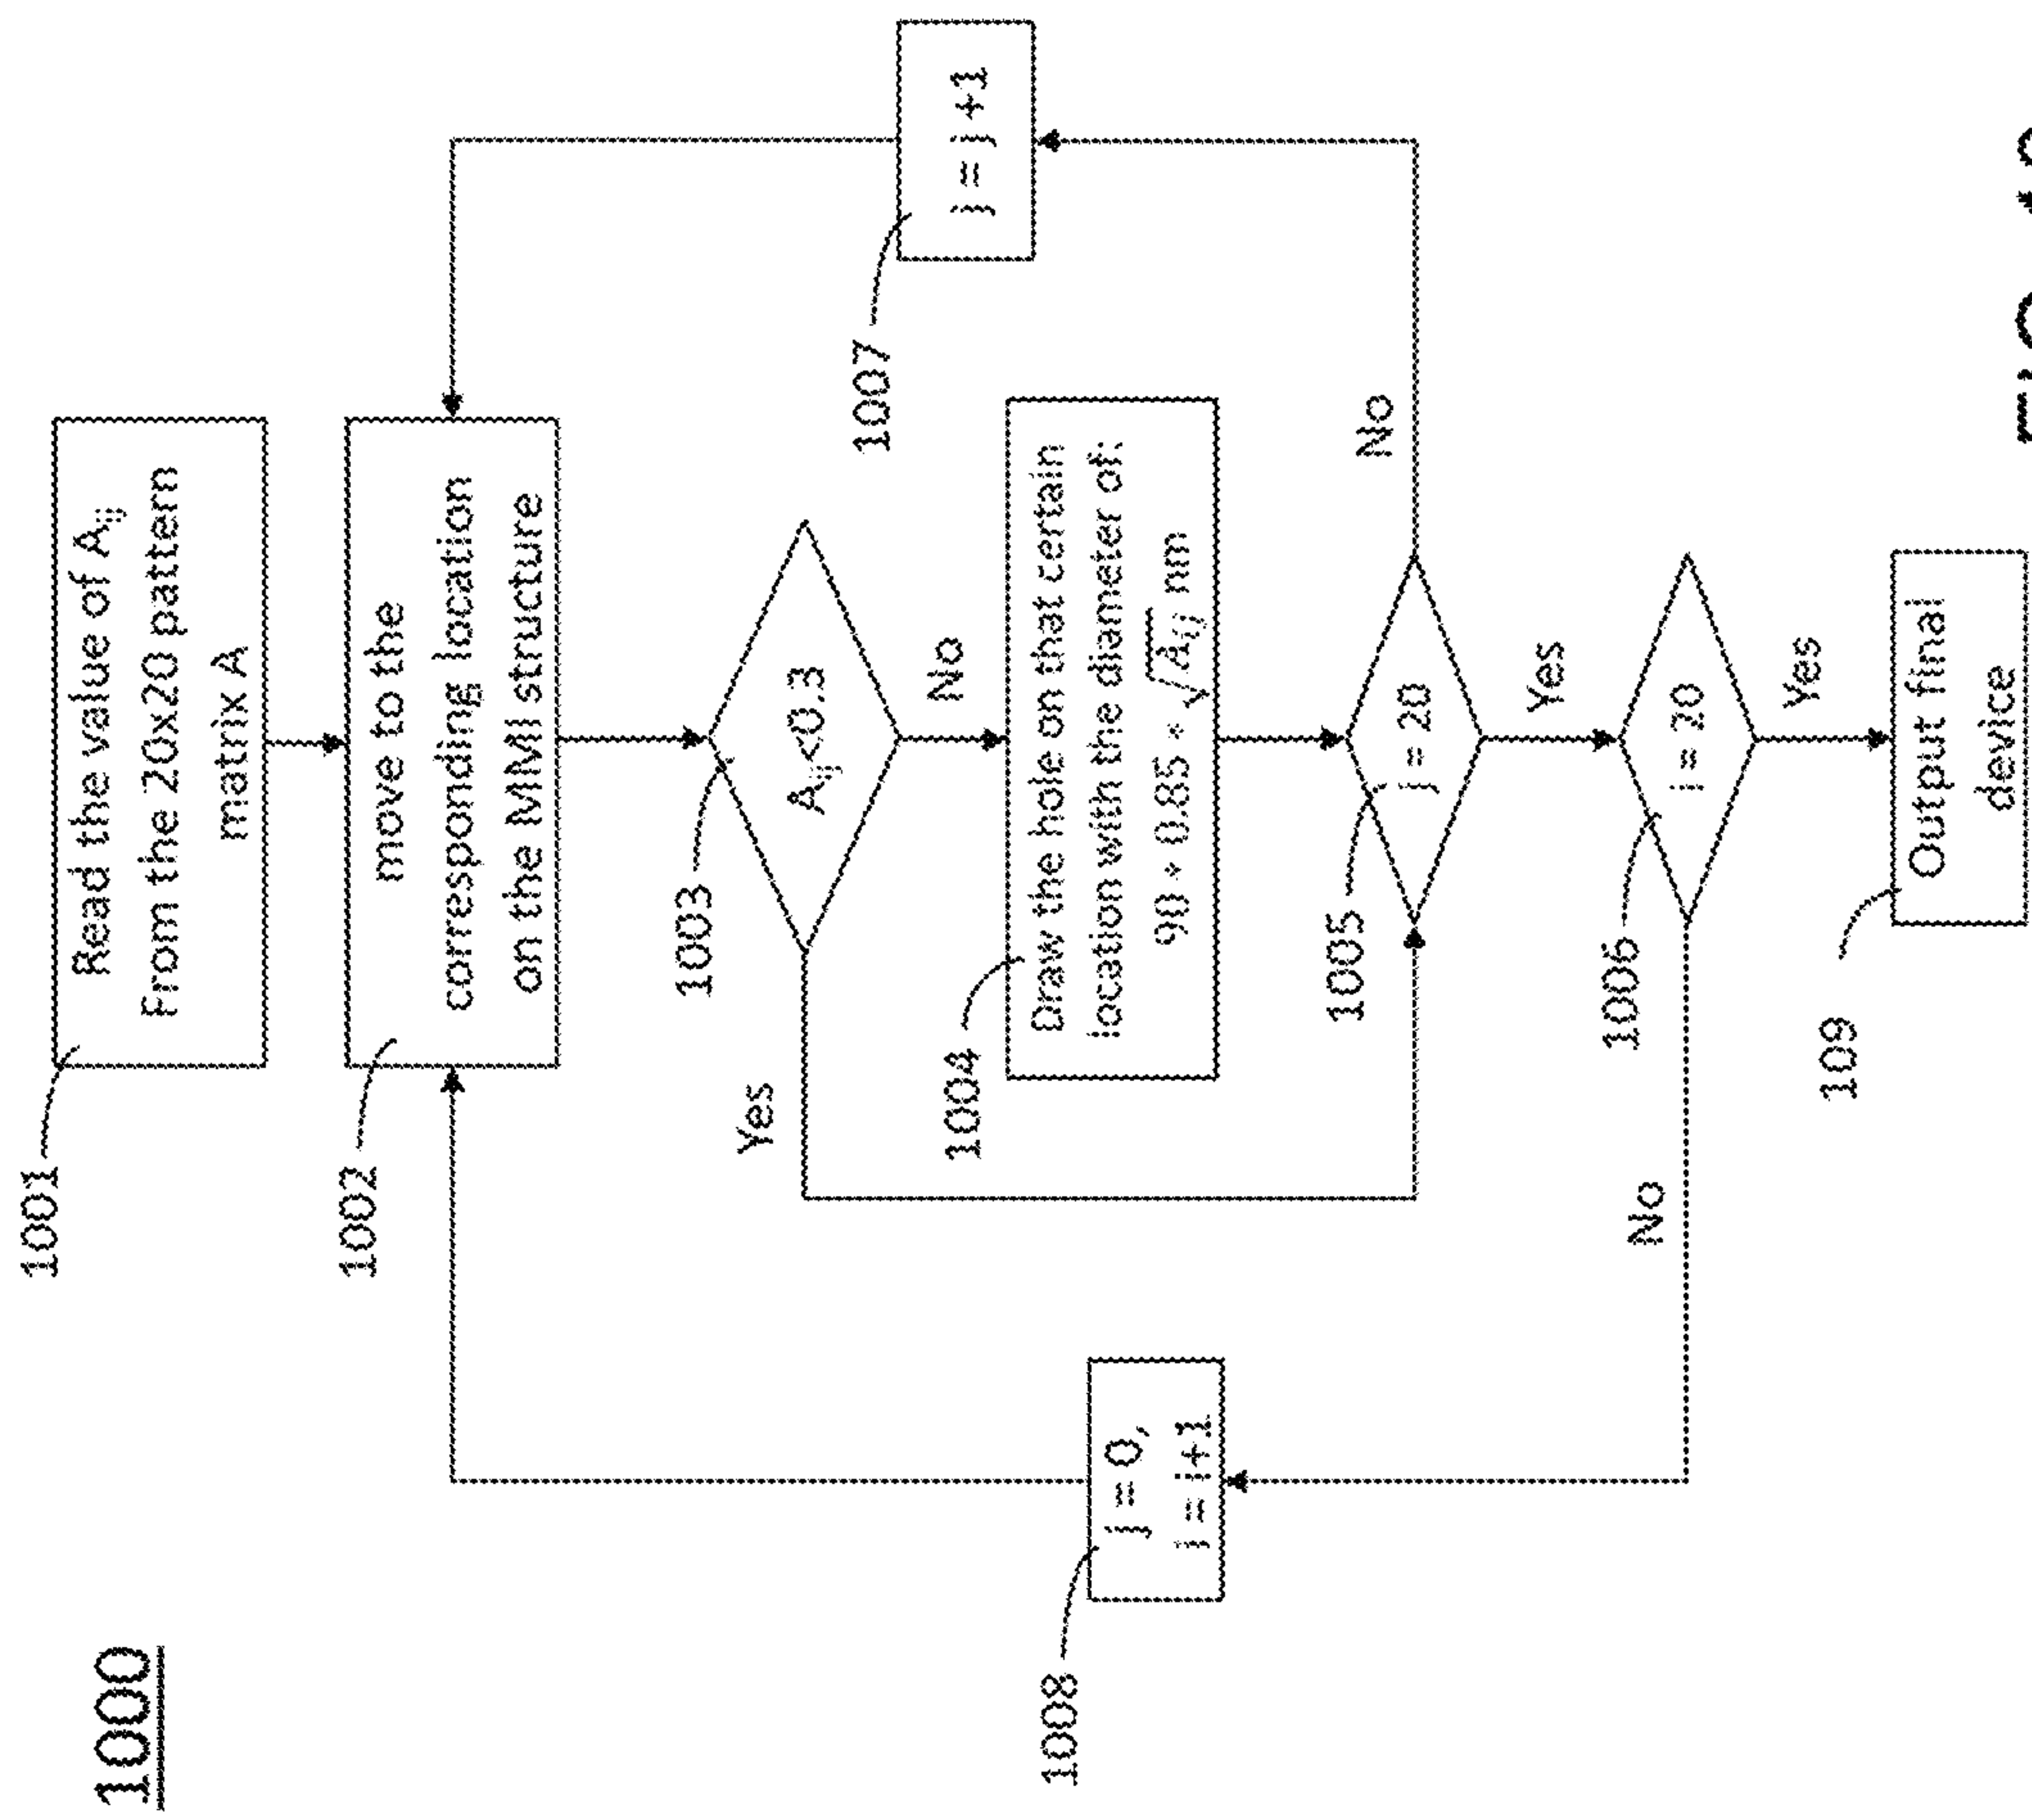 1000
1001
Read the value of Aij
From the 20x20 pattern
matrix A
1002
move to the
corresponding location
on the MMI structure
1003
Aij<0.3
Yes
No
1004
Draw the hole on that certain
location with the diameter of:
90 * 0.85 * √Aij nm
1005
j = 20
No
Yes
1006
i = 20
No
Yes
1007
j = j +1
1008
j = 0,
i = i+1
109
Output final
device